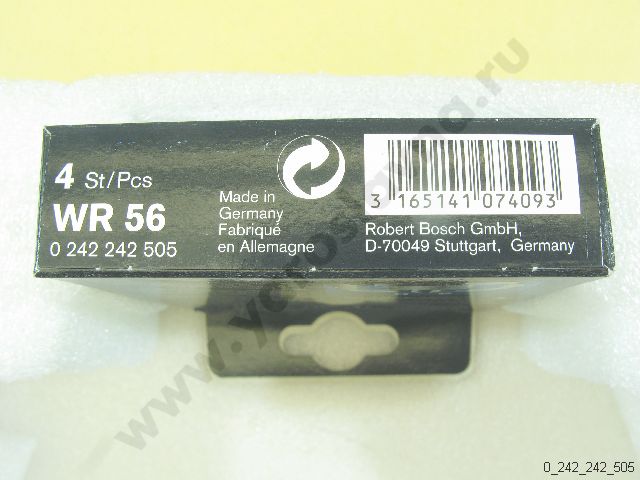 4 St/Pcs
WR 56
0 242 242 505
Made in
Germany
Fabriqué
en Allemagne
3 165141 074093
Robert Bosch GmbH,
D-70049 Stuttgart, Germany
www.yaroslavna.ru
0_242_242_505